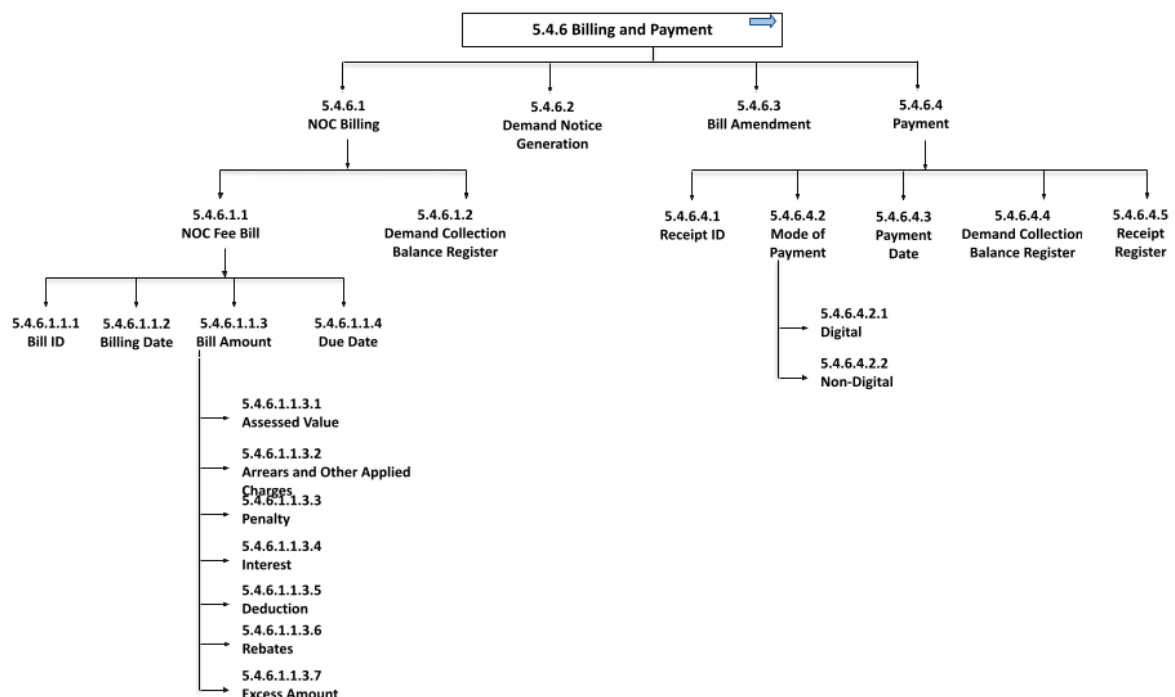 5.4.6 Billing and Payment
5.4.6.1
NOC Billing
5.4.6.2
Demand Notice
Generation
5.4.6.3
Bill Amendment
5.4.6.4
Payment
5.4.6.1.1
NOC Fee Bill
5.4.6.1.2
Demand Collection
Balance Register
5.4.6.4.1
Receipt ID
5.4.6.4.2
Mode of
Payment
5.4.6.4.3
Payment
Date
5.4.6.4.4
Demand Collection
Balance Register
5.4.6.4.5
Receipt
Register
5.4.6.1.1.1
Bill ID
5.4.6.1.1.2
Billing Date
5.4.6.1.1.3
Bill Amount
5.4.6.1.1.4
Due Date
5.4.6.4.2.1
Digital
5.4.6.4.2.2
Non-Digital
5.4.6.1.1.3.1
Assessed Value
5.4.6.1.1.3.2
Arrears and Other Applied
Charges
5.4.6.1.1.3.3
Penalty
5.4.6.1.1.3.4
Interest
5.4.6.1.1.3.5
Deduction
5.4.6.1.1.3.6
Rebates
5.4.6.1.1.3.7
Excess Amount